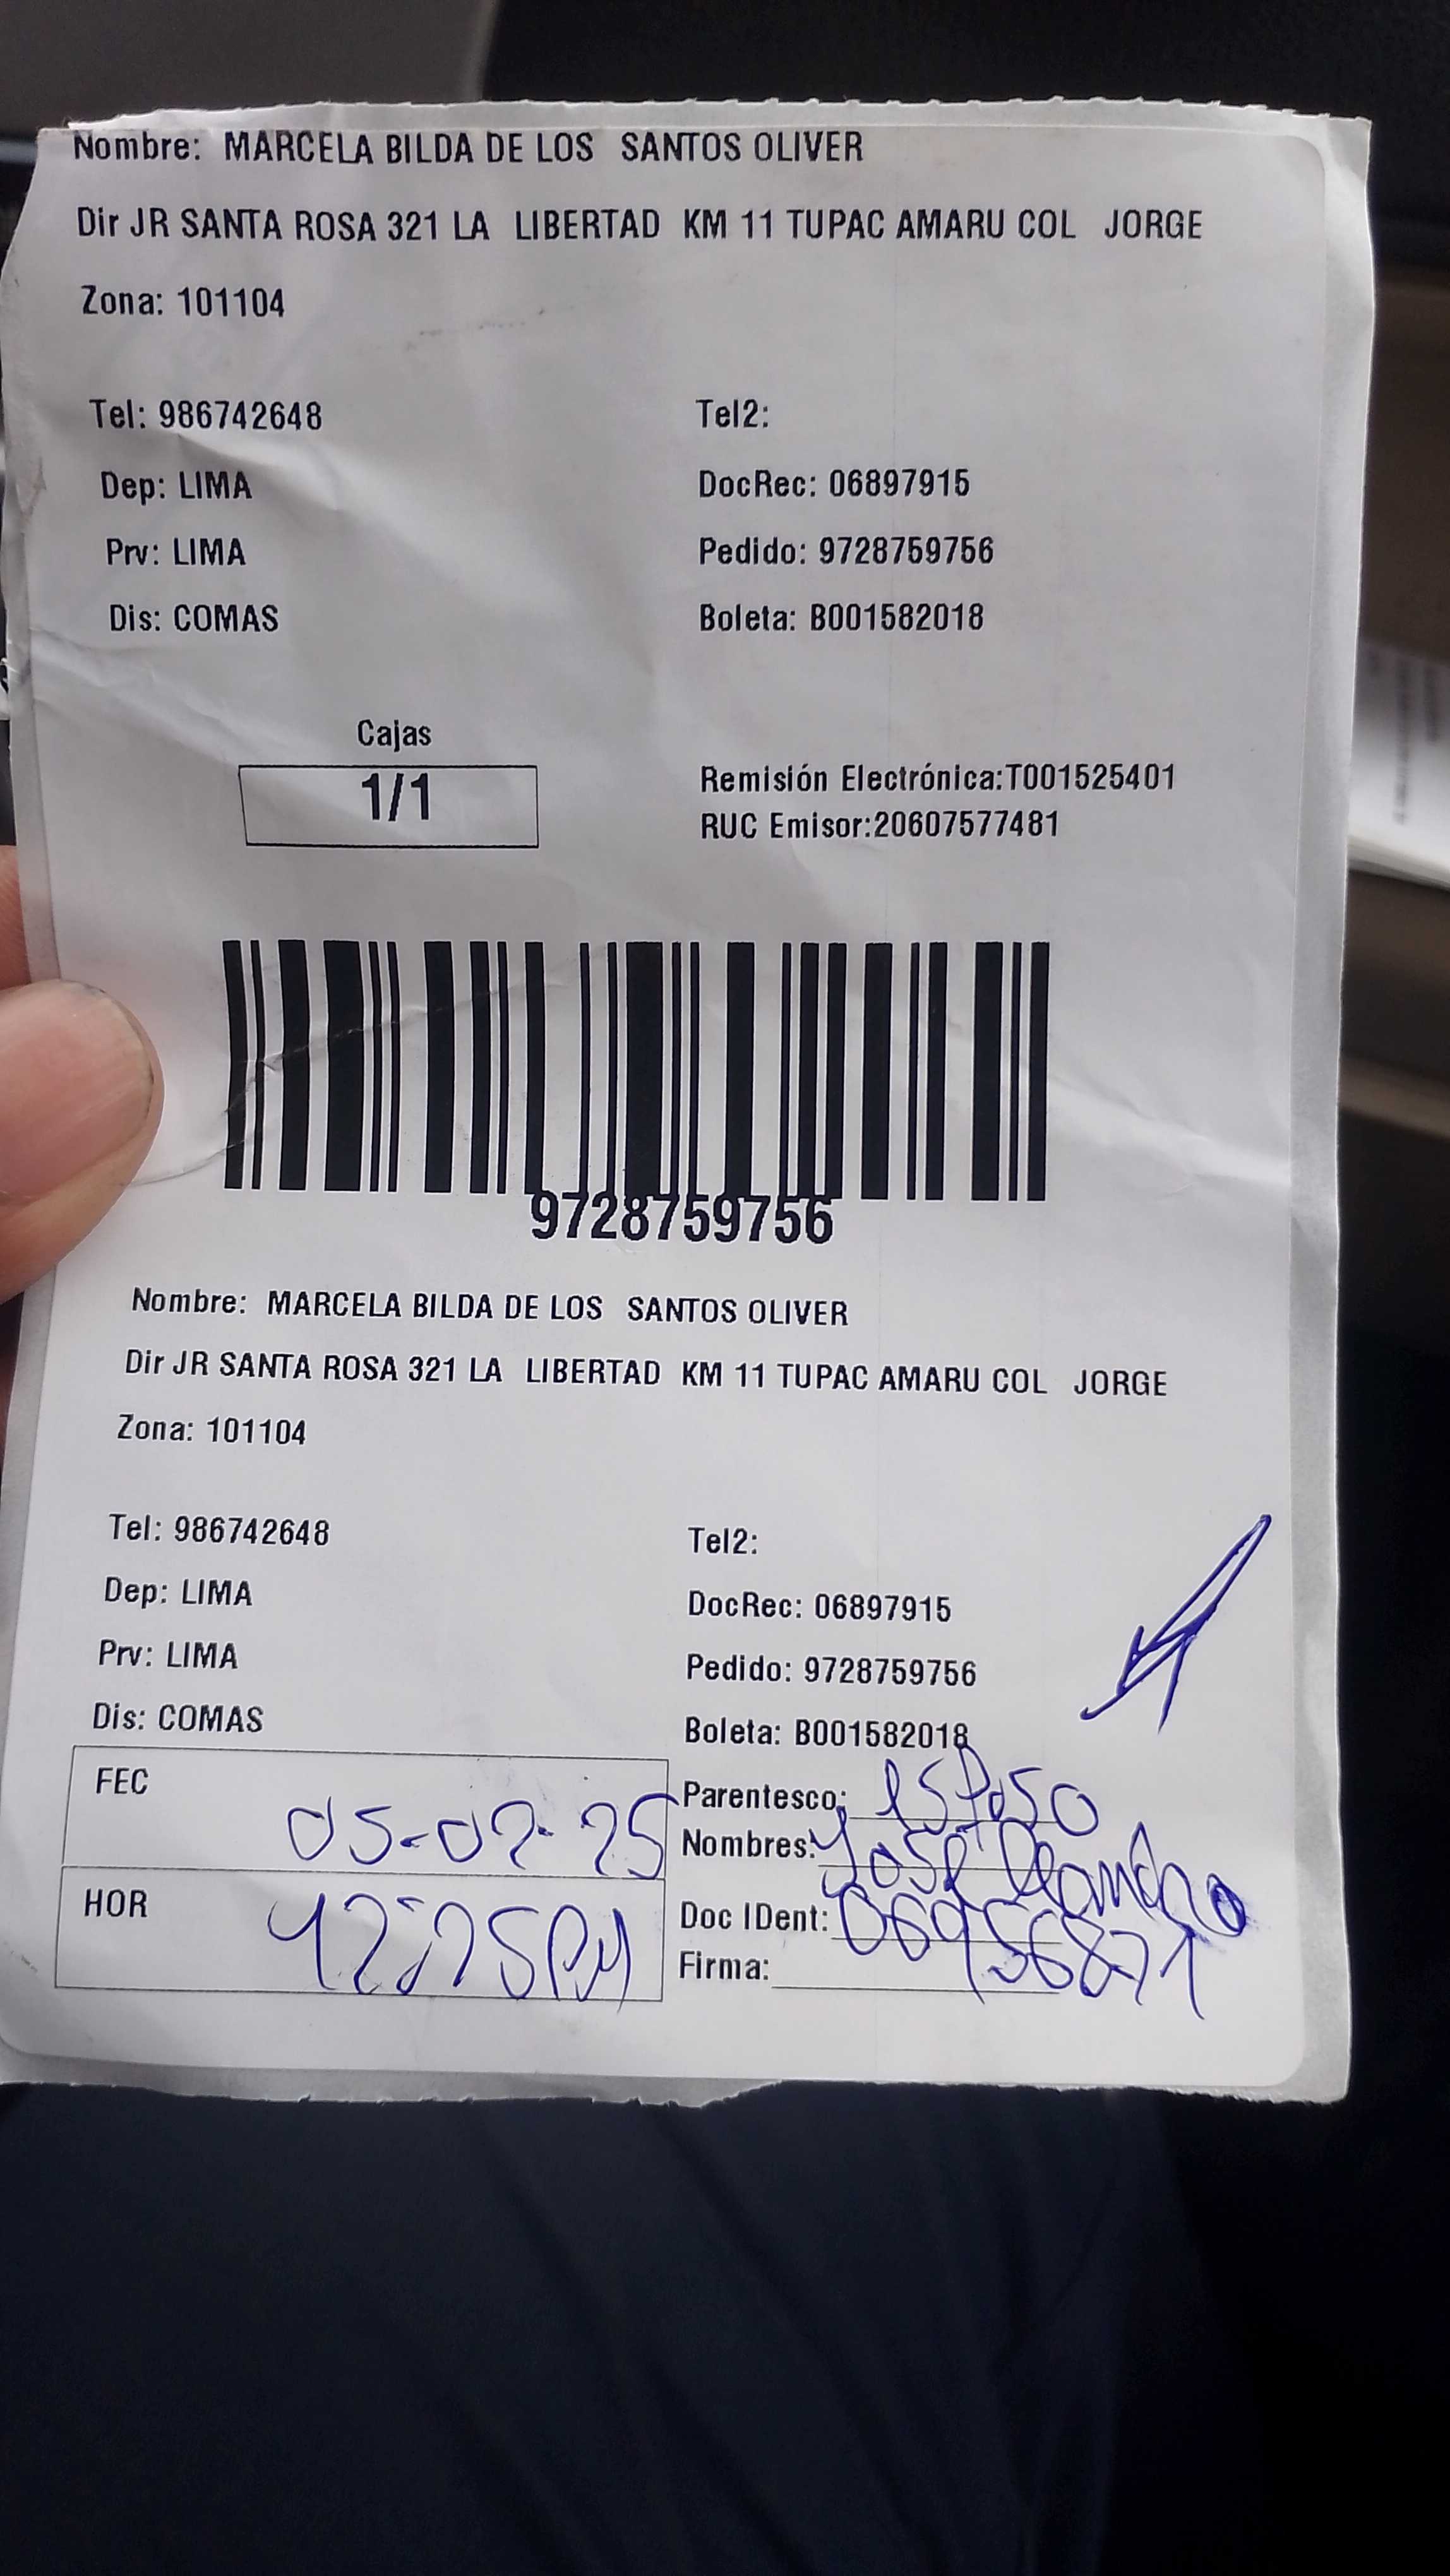 Nombre: MARCELA BILDA DE LOS SANTOS OLIVER
Dir JR SANTA ROSA 321 LA LIBERTAD KM 11 TUPAC AMARU COL JORGE
Zona: 101104
Tel: 986742648 Tel2:
Dep: LIMA DocRec: 06897915
Prv: LIMA Pedido: 9728759756
Dis: COMAS Boleta: B001582018
Cajas
1/1
Remisión Electrónica:T001525401
RUC Emisor:20607577481
9728759756
Nombre: MARCELA BILDA DE LOS SANTOS OLIVER
Dir JR SANTA ROSA 321 LA LIBERTAD KM 11 TUPAC AMARU COL JORGE
Zona: 101104
Tel: 986742648 Tel2:
Dep: LIMA DocRec: 06897915
Prv: LIMA Pedido: 9728759756
Dis: COMAS Boleta: B001582018
FEC 05-02-25
HOR
Parentesco: esposo
Nombres: José
Doc IDent: 06956871
Firma: